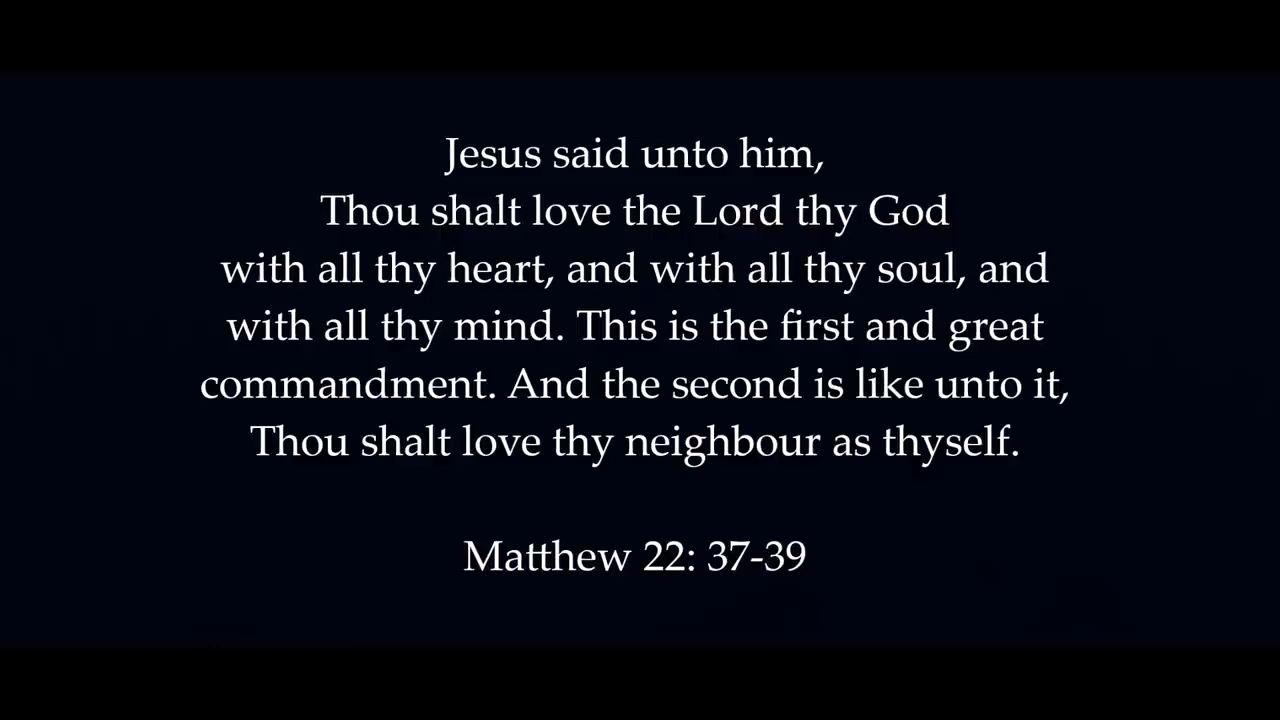 Jesus said unto him,
Thou shalt love the Lord thy God
with all thy heart, and with all thy soul, and
with all thy mind. This is the first and great
commandment. And the second is like unto it,
Thou shalt love thy neighbour as thyself.
Matthew 22: 37-39